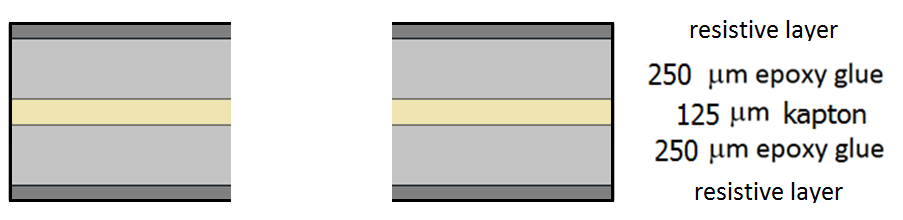 resistive layer
250 μm epoxy glue
125 μm kapton
250 μm epoxy glue
resistive layer